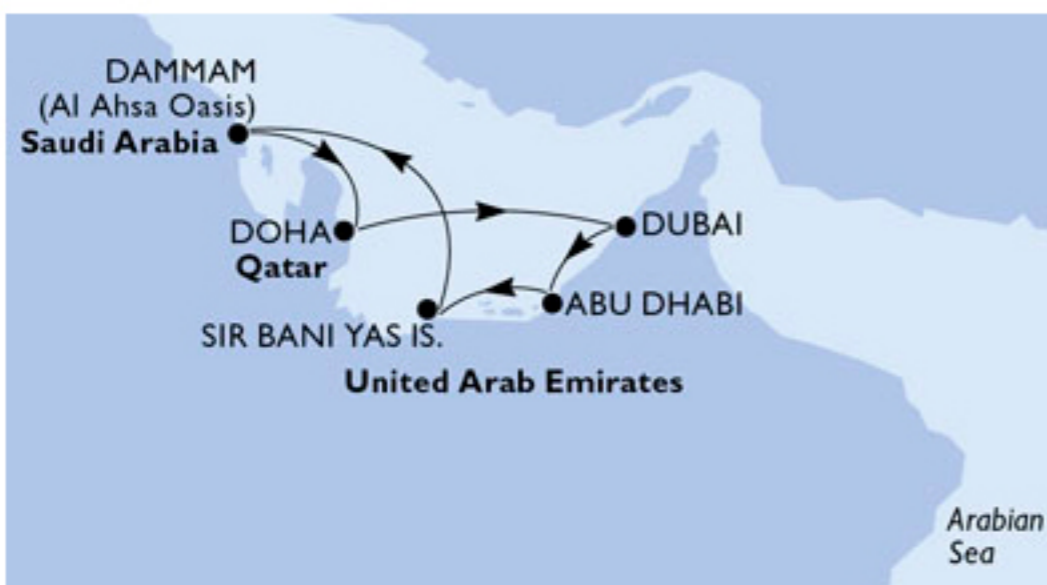 DAMMAM
(Al Ahsa Oasis)
Saudi Arabia
DOHA
Qatar
DUBAI
ABU DHABI
SIR BANI YAS IS.
United Arab Emirates
Arabian
Sea